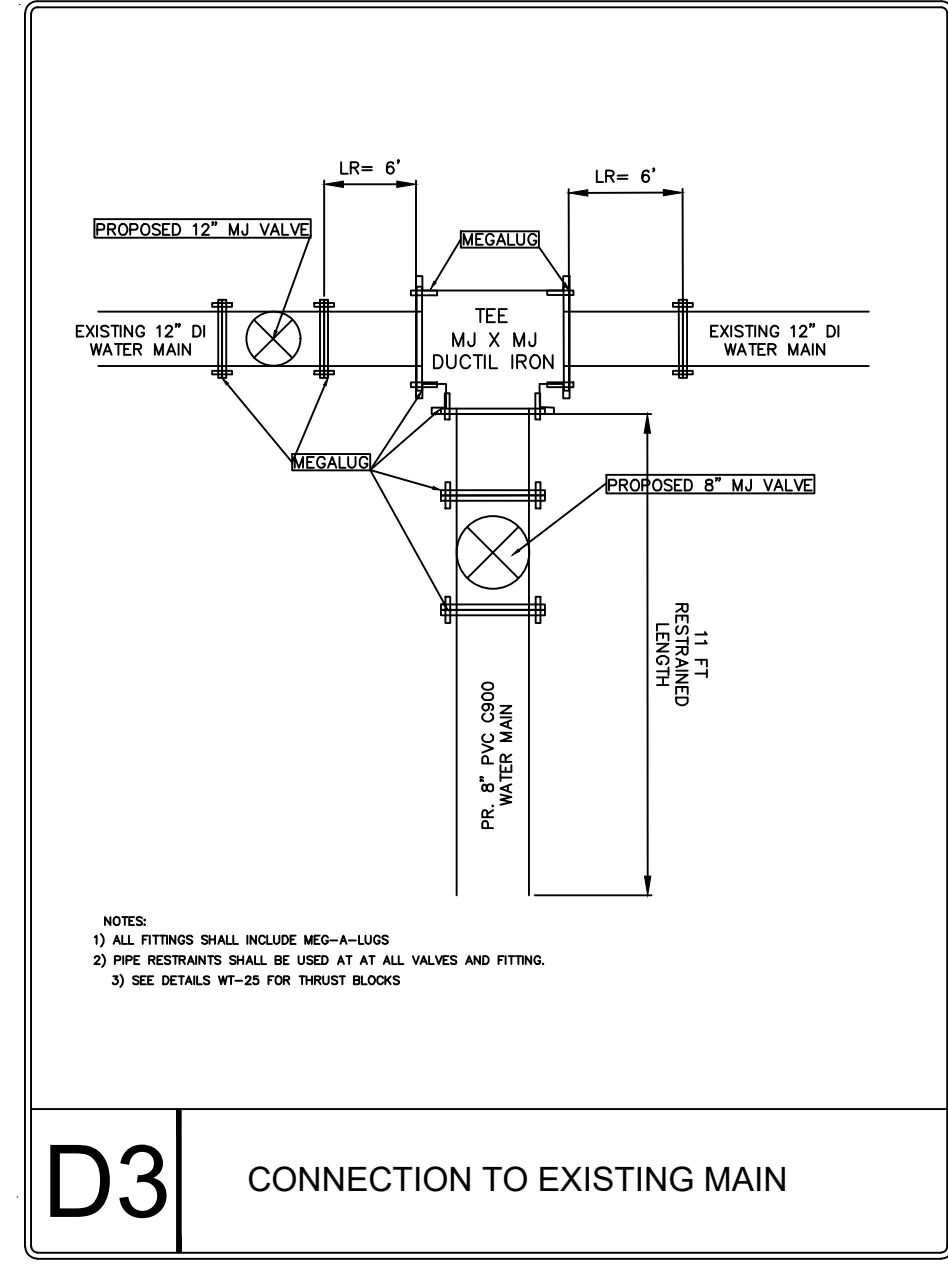 LR= 6'
LR= 6'
PROPOSED 12" MJ VALVE
MEGALUG
EXISTING 12" DI
WATER MAIN
TEE
MJ X MJ
DUCTIL IRON
EXISTING 12" DI
WATER MAIN
MEGALUG
PROPOSED 8" MJ VALVE
11 FT
RESTRAINED
LENGTH
PR. 8" PVC C900
WATER MAIN
NOTES:
1) ALL FITTINGS SHALL INCLUDE MEG-A-LUGS
2) PIPE RESTRAINTS SHALL BE USED AT AT ALL VALVES AND FITTING.
3) SEE DETAILS WT-25 FOR THRUST BLOCKS
D3
CONNECTION TO EXISTING MAIN